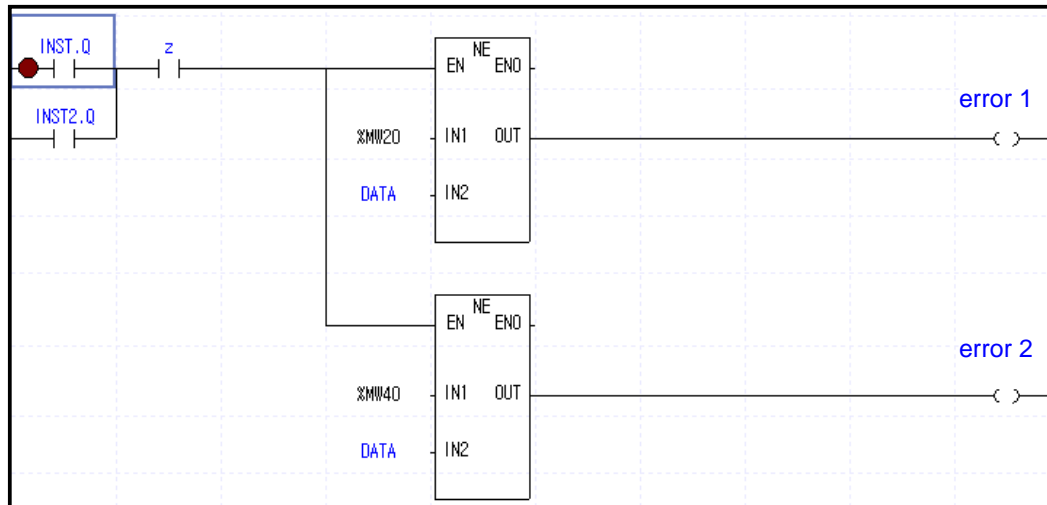 INST.Q
z
NE
EN ENO
error 1
INST2.Q
%MW20
IN1 OUT
DATA
IN2
NE
EN ENO
error 2
%MW40
IN1 OUT
DATA
IN2